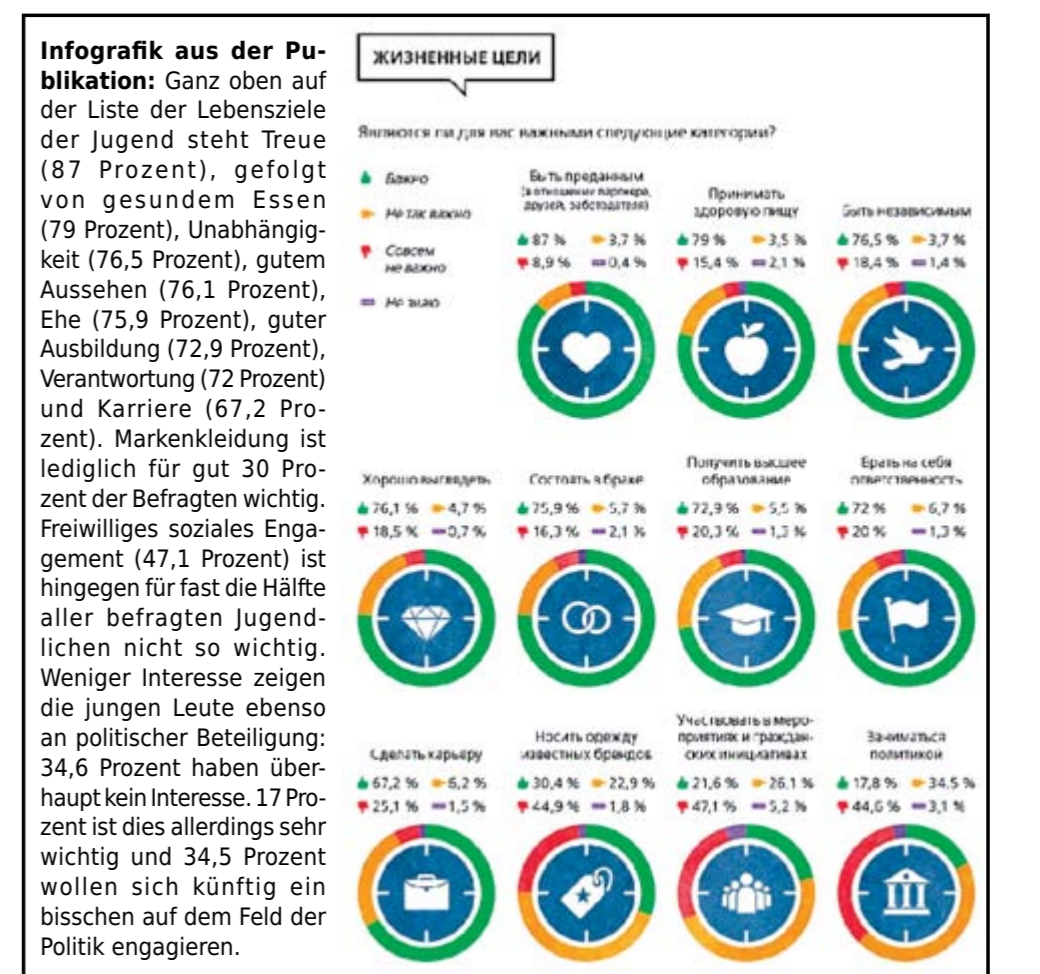 Infografik aus der Pu-
blikation: Ganz oben auf
der Liste der Lebensziele
der Jugend steht Treue
(87 Prozent), gefolgt
von gesundem Essen
(79 Prozent), Unabhängig-
keit (76,5 Prozent), gutem
Aussehen (76,1 Prozent),
Ehe (75,9 Prozent), guter
Ausbildung (72,9 Prozent),
Verantwortung (72 Prozent)
und Karriere (67,2 Pro-
zent). Markenkleidung ist
lediglich für gut 30 Pro-
zent der Befragten wichtig.
Freiwilliges soziales Enga-
gement (47,1 Prozent) ist
hingegen für fast die Hälfte
aller befragten Jugend-
lichen nicht so wichtig.
Weniger Interesse zeigen
die jungen Leute ebenso
an politischer Beteiligung:
34,6 Prozent haben über-
haupt kein Interesse. 17 Pro-
zent ist dies allerdings sehr
wichtig und 34,5 Prozent
wollen sich künftig ein
bisschen auf dem Feld der
Politik engagieren.
ЖИЗНЕННЫЕ ЦЕЛИ
Являются ли для вас важными следующие категории?
Важно
Не так важно
Совсем
не важно
Не знаю
Быть преданным
(в отношении партнера,
друзей, работодателя)
87 % 3,7 %
8,9 % 0,4 %
Принимать
здоровую пищу
79 % 3,5 %
15,4 % 2,1 %
Быть независимым
76,5 % 3,7 %
18,4 % 1,4 %
Хорошо выглядеть
76,1 % 4,7 %
18,5 % 0,7 %
Состоять в браке
75,9 % 5,7 %
16,3 % 2,1 %
Получить высшее
образование
72,9 % 5,5 %
20,3 % 1,3 %
Брать на себя
ответственность
72 % 6,7 %
20 % 1,3 %
Сделать карьеру
67,2 % 6,2 %
25,1 % 1,5 %
Носить одежду
известных брендов
30,4 % 22,9 %
44,9 % 1,8 %
Участвовать в меро-
приятиях и граждан-
ских инициативах
21,6 % 26,1 %
47,1 % 5,2 %
Заниматься
политикой
17,8 % 34,5 %
44,6 % 3,1 %